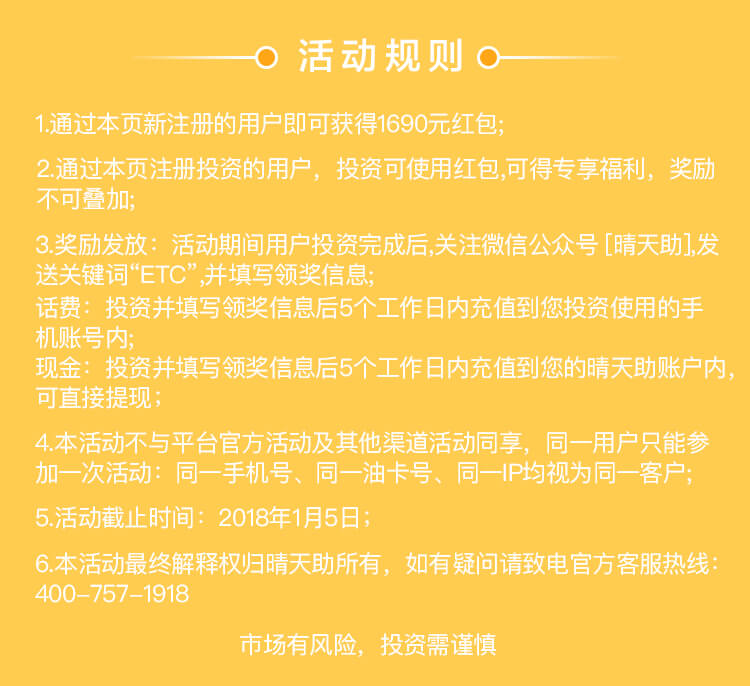 活动规则
1.通过本页新注册的用户即可获得1690元红包;
2.通过本页注册投资的用户，投资可使用红包,可得专享福利，奖励
不可叠加;
3.奖励发放：活动期间用户投资完成后,关注微信公众号 [晴天助],发
送关键词“ETC”,并填写领奖信息;
话费：投资并填写领奖信息后5个工作日内充值到您投资使用的手
机账号内;
现金：投资并填写领奖信息后5个工作日内充值到您的晴天助账户内，
可直接提现；
4.本活动不与平台官方活动及其他渠道活动同享，同一用户只能参
加一次活动：同一手机号、同一油卡号、同一IP均视为同一客户;
5.活动截止时间：2018年1月5日；
6.本活动最终解释权归晴天助所有，如有疑问请致电官方客服热线：
400–757–1918
市场有风险，投资需谨慎